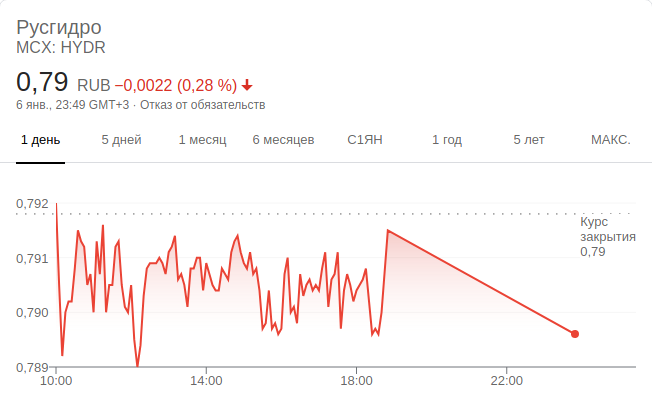 Русгидро
MCX: HYDR
0,79 RUB −0,0022 (0,28 %)
6 янв., 23:49 GMT+3 · Отказ от обязательств
1 день 5 дней 1 месяц 6 месяцев С1ЯН 1 год 5 лет МАКС.
0,792
Курс
закрытия
0,79
0,791
0,790
0,789
10:00 14:00 18:00 22:00